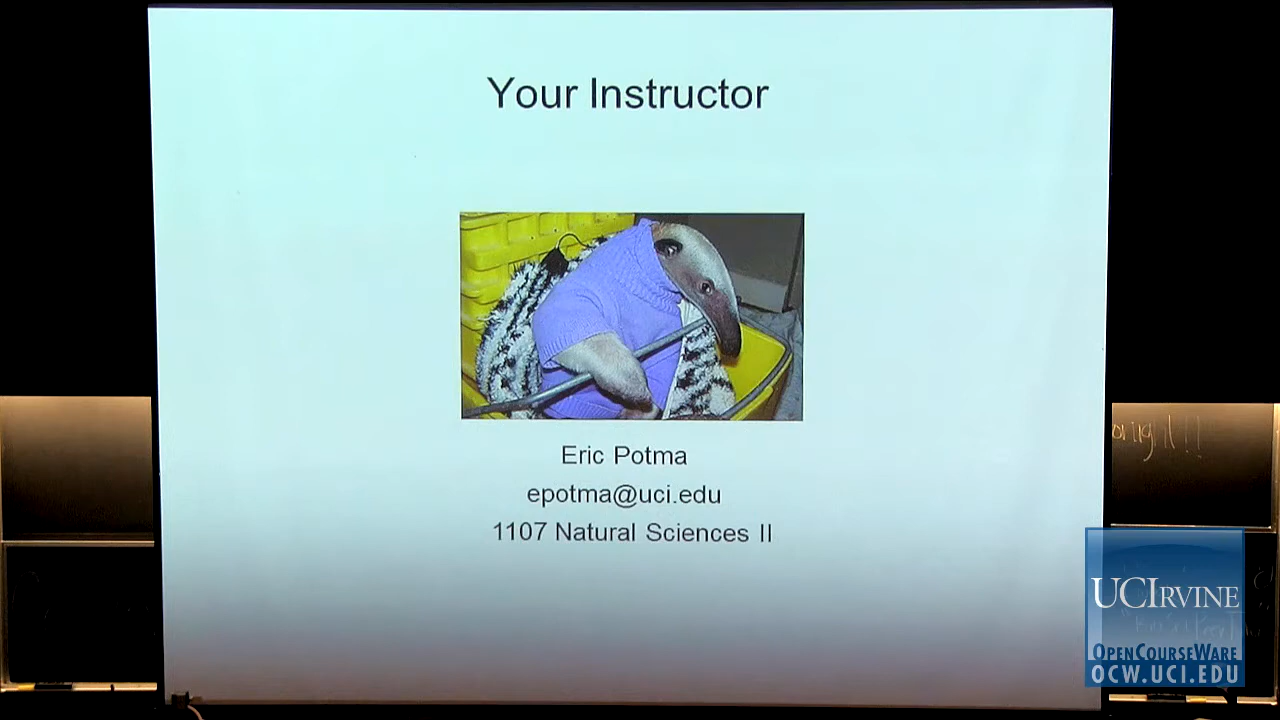 Your Instructor
Eric Potma
epotma@uci.edu
1107 Natural Sciences II
UCIRVINE
OPENCOURSEWARE
OCW.UCI.EDU